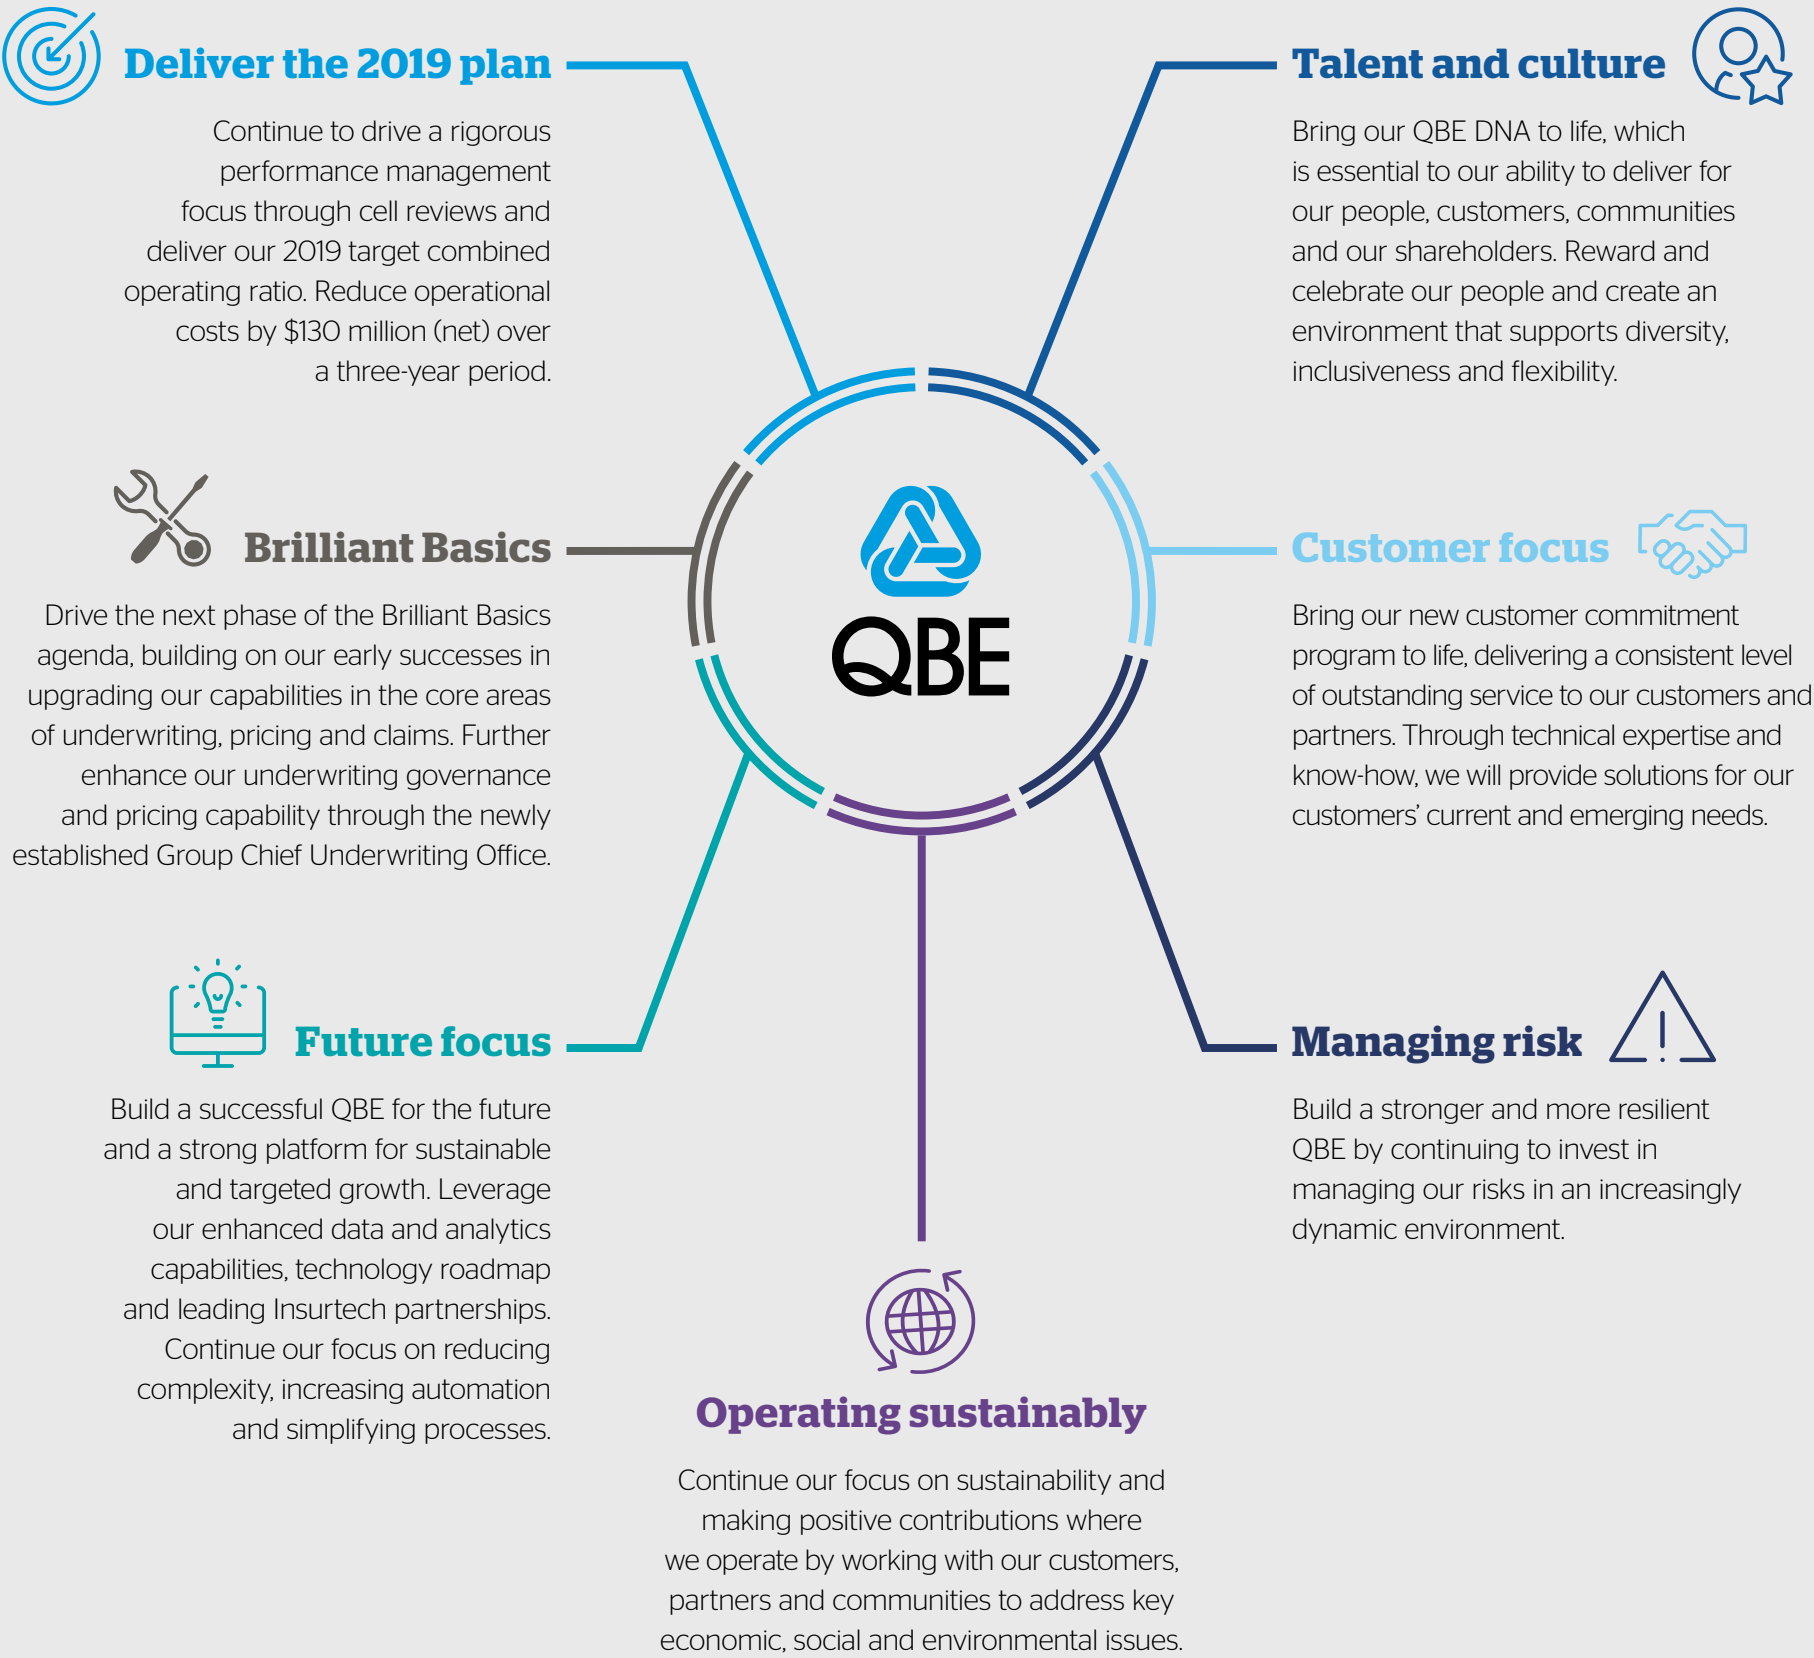 Deliver the 2019 plan
Continue to drive a rigorous
performance management
focus through cell reviews and
deliver our 2019 target combined
operating ratio. Reduce operational
costs by $130 million (net) over
a three-year period.
Talent and culture
Bring our QBE DNA to life, which
is essential to our ability to deliver for
our people, customers, communities
and our shareholders. Reward and
celebrate our people and create an
environment that supports diversity,
inclusiveness and flexibility.
Brilliant Basics
Drive the next phase of the Brilliant Basics
agenda, building on our early successes in
upgrading our capabilities in the core areas
of underwriting, pricing and claims. Further
enhance our underwriting governance
and pricing capability through the newly
established Group Chief Underwriting Office.
QBE
Customer focus
Bring our new customer commitment
program to life, delivering a consistent level
of outstanding service to our customers and
partners. Through technical expertise and
know-how, we will provide solutions for our
customers’ current and emerging needs.
Future focus
Build a successful QBE for the future
and a strong platform for sustainable
and targeted growth. Leverage
our enhanced data and analytics
capabilities, technology roadmap
and leading Insurtech partnerships.
Continue our focus on reducing
complexity, increasing automation
and simplifying processes.
Managing risk
Build a stronger and more resilient
QBE by continuing to invest in
managing our risks in an increasingly
dynamic environment.
Operating sustainably
Continue our focus on sustainability and
making positive contributions where
we operate by working with our customers,
partners and communities to address key
economic, social and environmental issues.